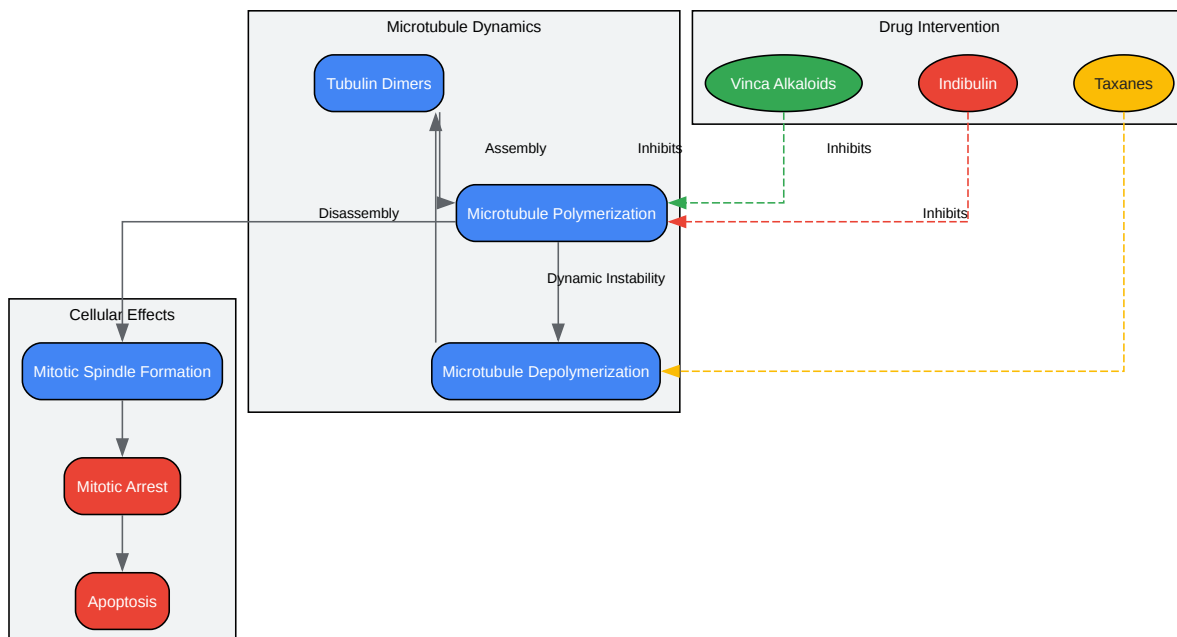 Microtubule Dynamics
Drug Intervention
Tubulin Dimers
Vinca Alkaloids
Indibulin
Taxanes
Assembly
Inhibits
Inhibits
Microtubule Polymerization
Disassembly
Inhibits
Dynamic Instability
Cellular Effects
Mitotic Spindle Formation
Microtubule Depolymerization
Mitotic Arrest
Apoptosis